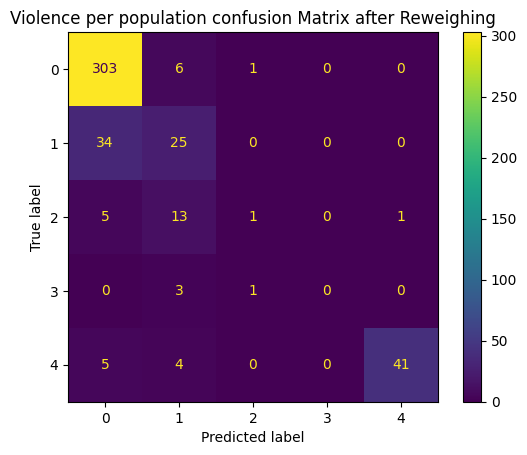 Violence per population confusion Matrix after Reweighing
0 303 6 1 0 0
1 34 25 0 0 0
2 5 13 1 0 1
3 0 3 1 0 0
4 5 4 0 0 41
0 1 2 3 4
Predicted label
True label
300
250
200
150
100
50
0